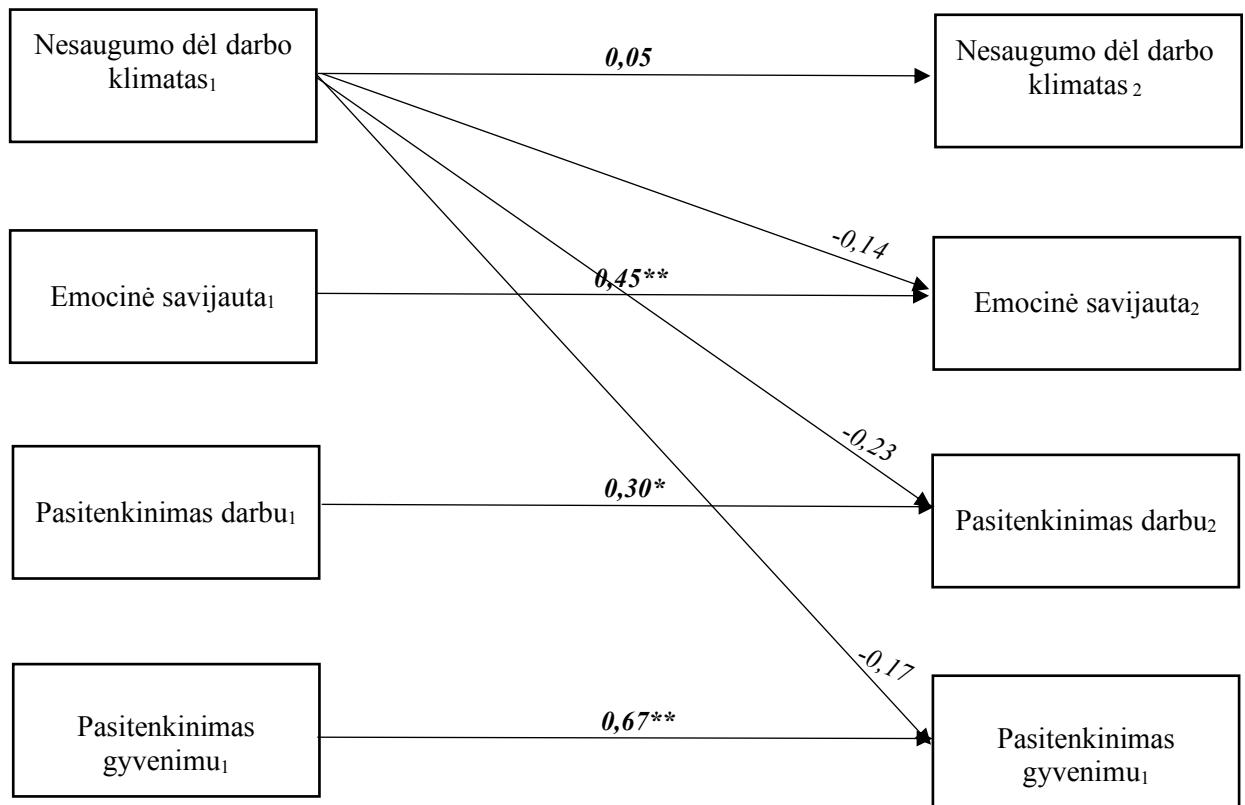 Nesaugumo dėl darbo
klimatas₁
0,05
Nesaugumo dėl darbo
klimatas ₂
-0,14
Emocinė savijauta₁
0,45**
Emocinė savijauta₂
-0,23
Pasitenkinimas darbu₁
0,30*
Pasitenkinimas darbu₂
-0,17
Pasitenkinimas
gyvenimu₁
0,67**
Pasitenkinimas
gyvenimu₁